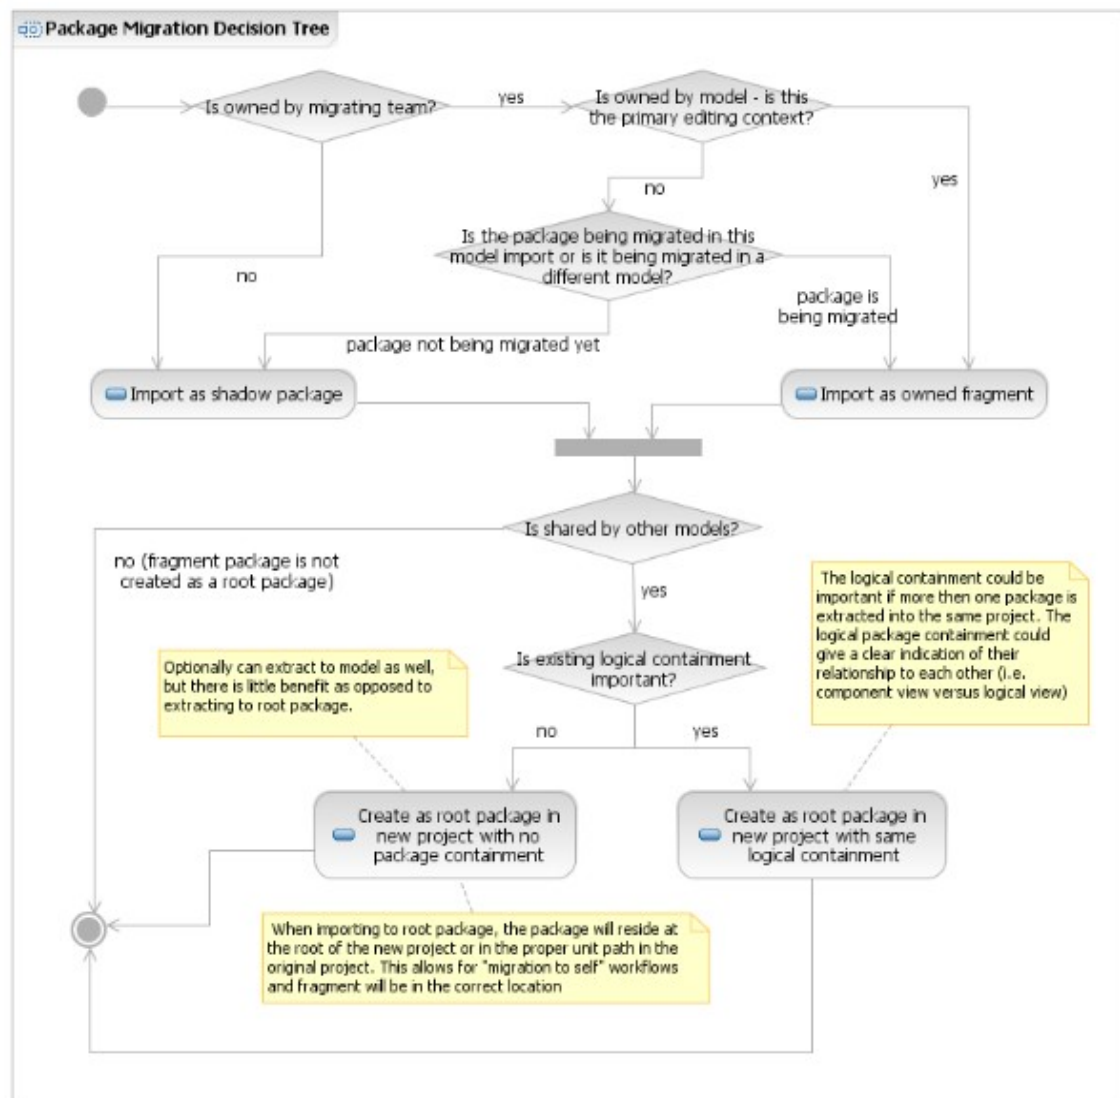 Package Migration Decision Tree
Is owned by migrating team?
yes
Is owned by model - is this
the primary editing context?
yes
no
Is the package being migrated in this
model import or is it being migrated in a
different model?
no
package is
being migrated
package not being migrated yet
Import as shadow package
Import as owned fragment
Is shared by other models?
no (fragment package is not
created as a root package)
yes
The logical containment could be
important if more then one package is
extracted into the same project. The
logical package containment could
give a clear indication of their
relationship to each other (i.e.
component view versus logical view)
Is existing logical containment
important?
Optionally can extract to model as well,
but there is little benefit as opposed to
extracting to root package.
no
yes
Create as root package in
new project with no
package containment
Create as root package in
new project with same
logical containment
When importing to root package, the package will reside at
the root of the new project or in the proper unit path in the
original project. This allows for "migration to self" workflows
and fragment will be in the correct location